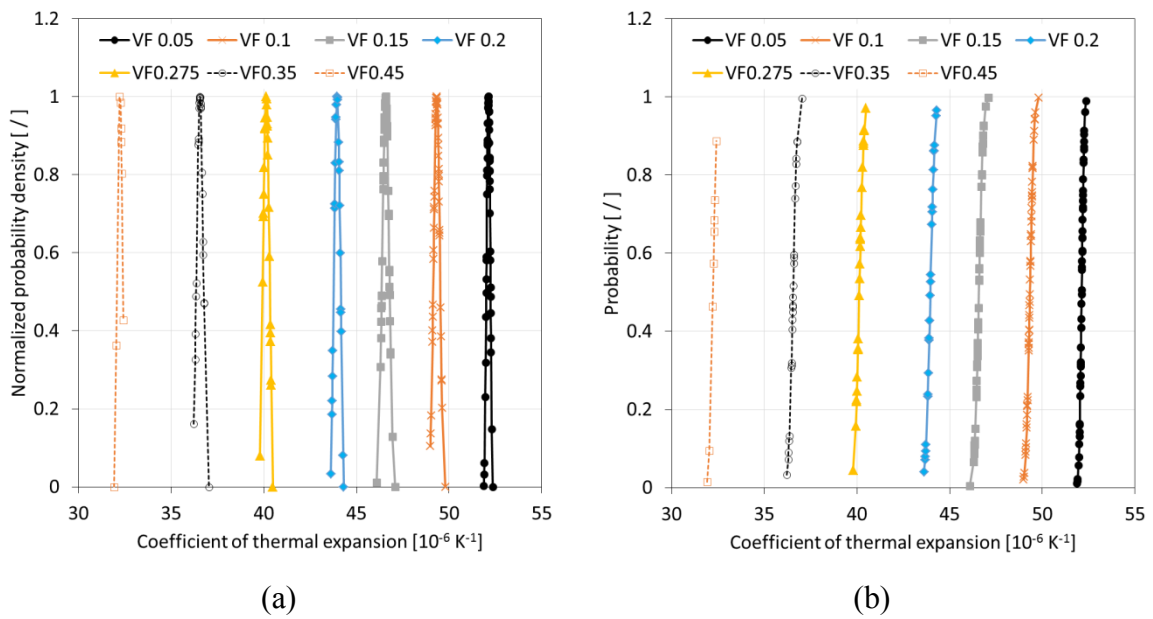 1.2
VF 0.05 VF 0.1 VF 0.15 VF 0.2
VF0.275 VF0.35 VF0.45
1
0.8
0.6
0.4
0.2
0
30 35 40 45 50 55
Normalized probability density [ / ]
Coefficient of thermal expansion [10⁻⁶ K⁻¹]
(a)
1.2
VF 0.05 VF 0.1 VF 0.15 VF 0.2
VF0.275 VF0.35 VF0.45
1
0.8
0.6
0.4
0.2
0
30 35 40 45 50 55
Probability [ / ]
Coefficient of thermal expansion [10⁻⁶ K⁻¹]
(b)